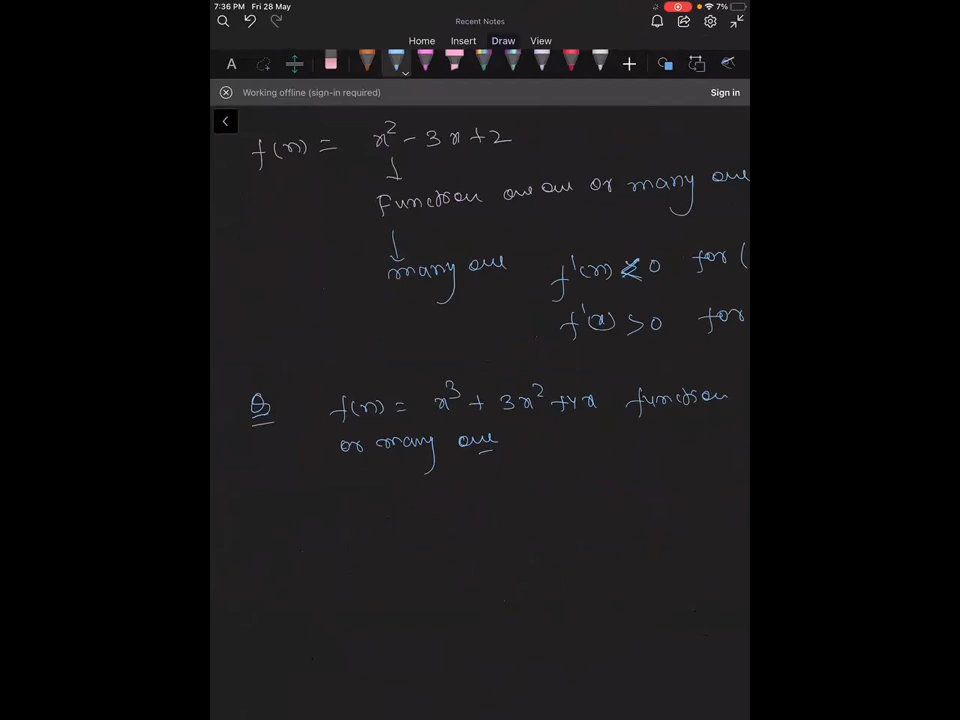 7:36 PM Fri 28 May
7%
Recent Notes
Home Insert Draw View
A
Working offline (sign-in required) Sign in
f(x) = x² - 3x + 2
↓
Function one one or many one
↓
many one f'(x) < 0 for (
f'(x) > 0 for
Q f(x) = x³ + 3x² + 4x function
or many one